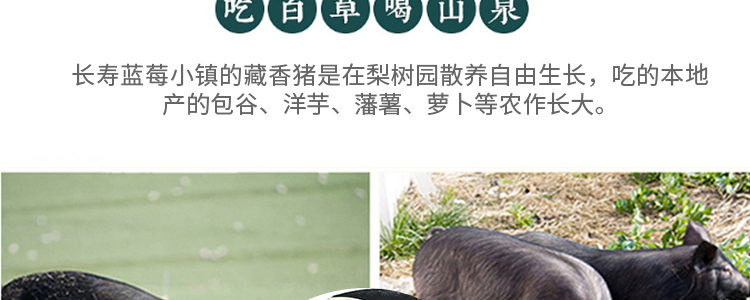 吃百草喝山泉
长寿蓝莓小镇的藏香猪是在梨树园散养自由生长，吃的本地
产的包谷、洋芋、藩薯、萝卜等农作长大。